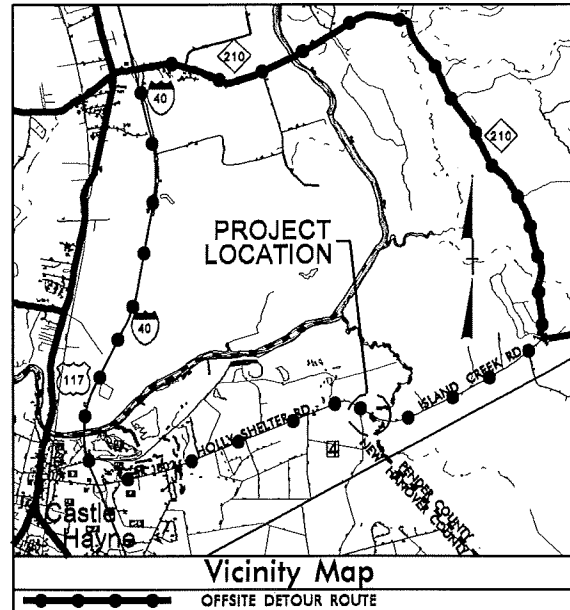 210
40
210
PROJECT
LOCATION
40
117
ISLAND CREEK RD
HOLLY SHELTER RD
4
PENDER COUNTY
NEW HANOVER COUNTY
Castle
Hayne
Vicinity Map
OFFSITE DETOUR ROUTE